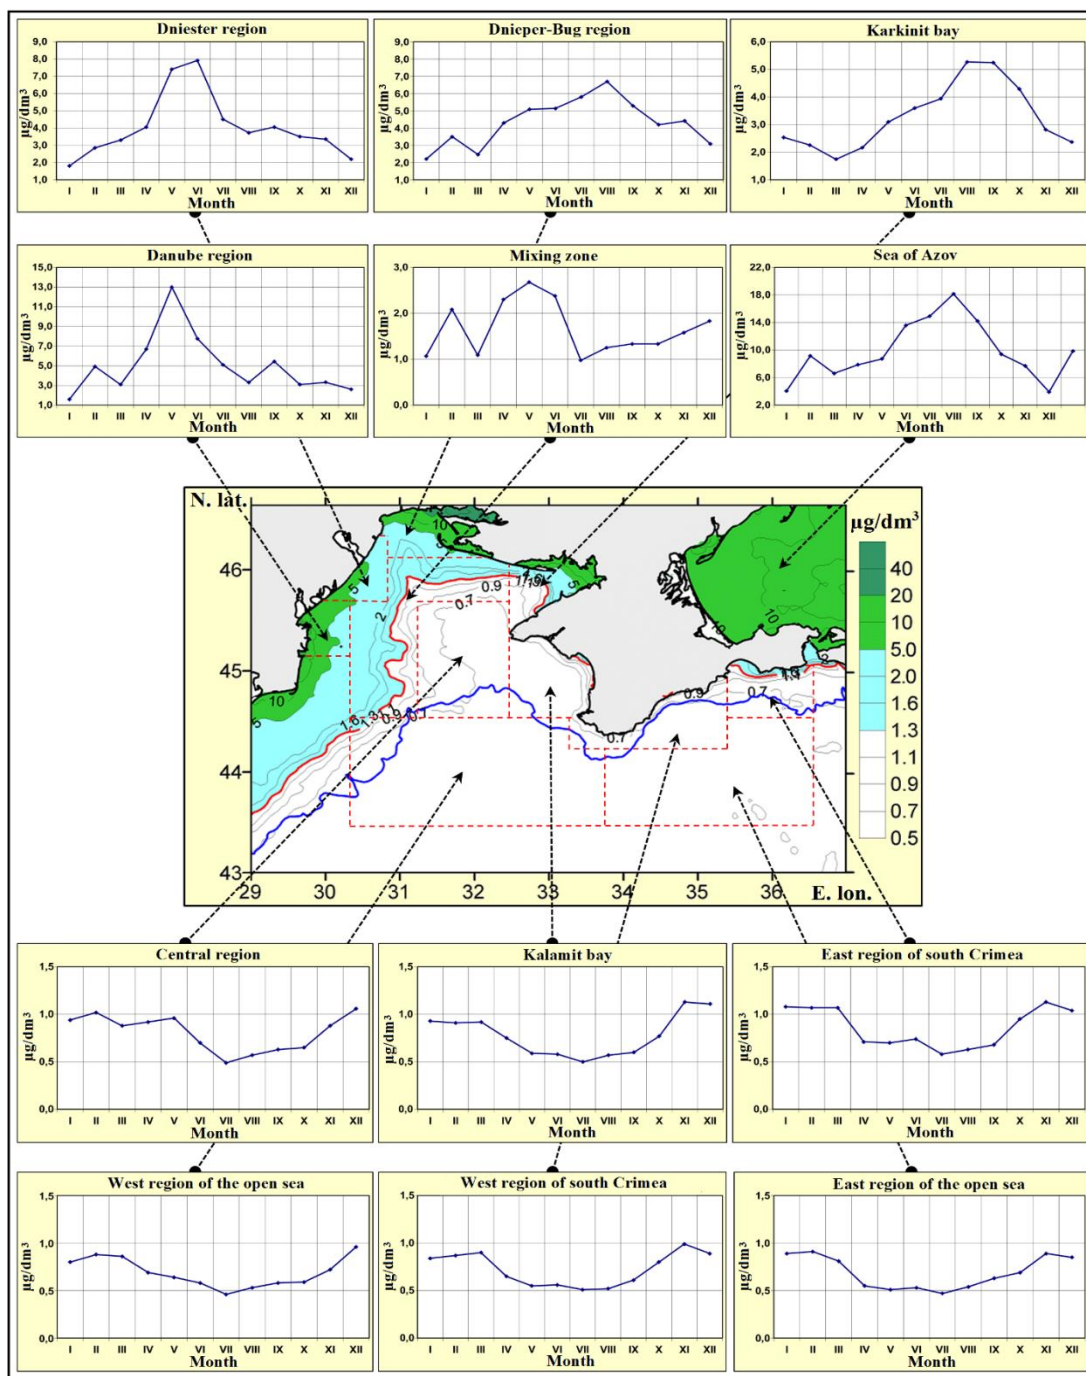 Dniester region
Dnieper-Bug region
Karkinit bay
µg/dm³
9,0
8,0
7,0
6,0
5,0
4,0
3,0
2,0
1,0
I II III IV V VI VII VIII IX X XI XII
Month
µg/dm³
9,0
8,0
7,0
6,0
5,0
4,0
3,0
2,0
1,0
I II III IV V VI VII VIII IX X XI XII
Month
µg/dm³
6,0
5,0
4,0
3,0
2,0
1,0
I II III IV V VI VII VIII IX X XI XII
Month
Danube region
Mixing zone
Sea of Azov
µg/dm³
15,0
13,0
11,0
9,0
7,0
5,0
3,0
1,0
I II III IV V VI VII VIII IX X XI XII
Month
µg/dm³
3,0
2,0
1,0
0,0
I II III IV V VI VII VIII IX X XI XII
Month
µg/dm³
22,0
18,0
14,0
10,0
6,0
2,0
I II III IV V VI VII VIII IX X XI XII
Month
N. lat.
46
45
44
43
29 30 31 32 33 34 35 36
E. lon.
10
5
2
0.9
0.7
5
10
10
10
5
1.6
1.3
0.9
0.7
0.7
0.9
0.7
2
µg/dm³
40
20
10
5.0
2.0
1.6
1.3
1.1
0.9
0.7
0.5
Central region
Kalamit bay
East region of south Crimea
µg/dm³
1,5
1,0
0,5
0,0
I II III IV V VI VII VIII IX X XI XII
Month
µg/dm³
1,5
1,0
0,5
0,0
I II III IV V VI VII VIII IX X XI XII
Month
µg/dm³
1,5
1,0
0,5
0,0
I II III IV V VI VII VIII IX X XI XII
Month
West region of the open sea
West region of south Crimea
East region of the open sea
µg/dm³
1,5
1,0
0,5
0,0
I II III IV V VI VII VIII IX X XI XII
Month
µg/dm³
1,5
1,0
0,5
0,0
I II III IV V VI VII VIII IX X XI XII
Month
µg/dm³
1,5
1,0
0,5
0,0
I II III IV V VI VII VIII IX X XI XII
Month